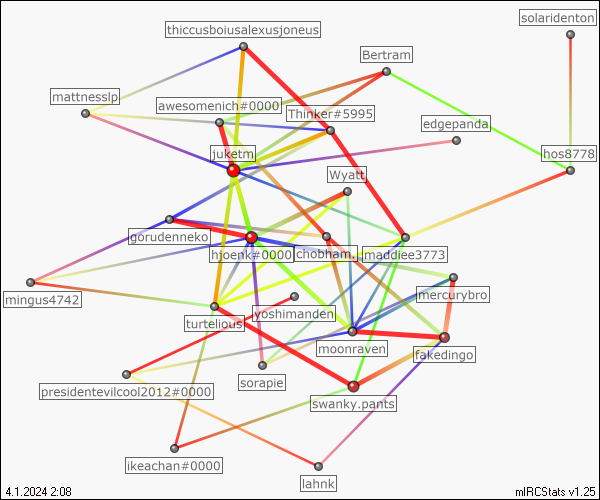 solaridenton
thiccusboiusalexusjoneus
Bertram
mattnesslp
awesomenich#0000
Thinker#5995
edgepanda
juketm
hos8778
Wyatt
gorudenneko
hjoenk#0000
chobham.
maddiee3773
mingus4742
mercurybro
yoshimanden
turtelious
moonraven
fakedingo
sorapie
presidentevilcool2012#0000
swanky.pants
ikeachan#0000
lahnk
4.1.2024 2:08
mIRCStats v1.25